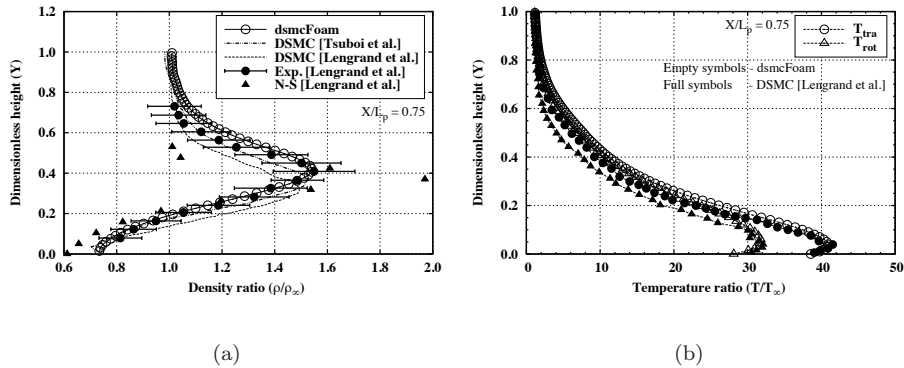 dsmcFoam
DSMC [Tsuboi et al.]
DSMC [Lengrand et al.]
Exp. [Lengrand et al.]
N-S [Lengrand et al.]
X/Lp = 0.75
Dimensionless height (Y)
1.2
1.0
0.8
0.6
0.4
0.2
0.0
0.6
0.8
1.0
1.2
1.4
1.6
1.8
2.0
Density ratio (ρ/ρ∞)
(a)
X/Lp = 0.75
Ttra
Trot
Empty symbols - dsmcFoam
Full symbols - DSMC [Lengrand et al.]
Dimensionless height (Y)
1.0
0.8
0.6
0.4
0.2
0.0
0
10
20
30
40
50
Temperature ratio (T/T∞)
(b)